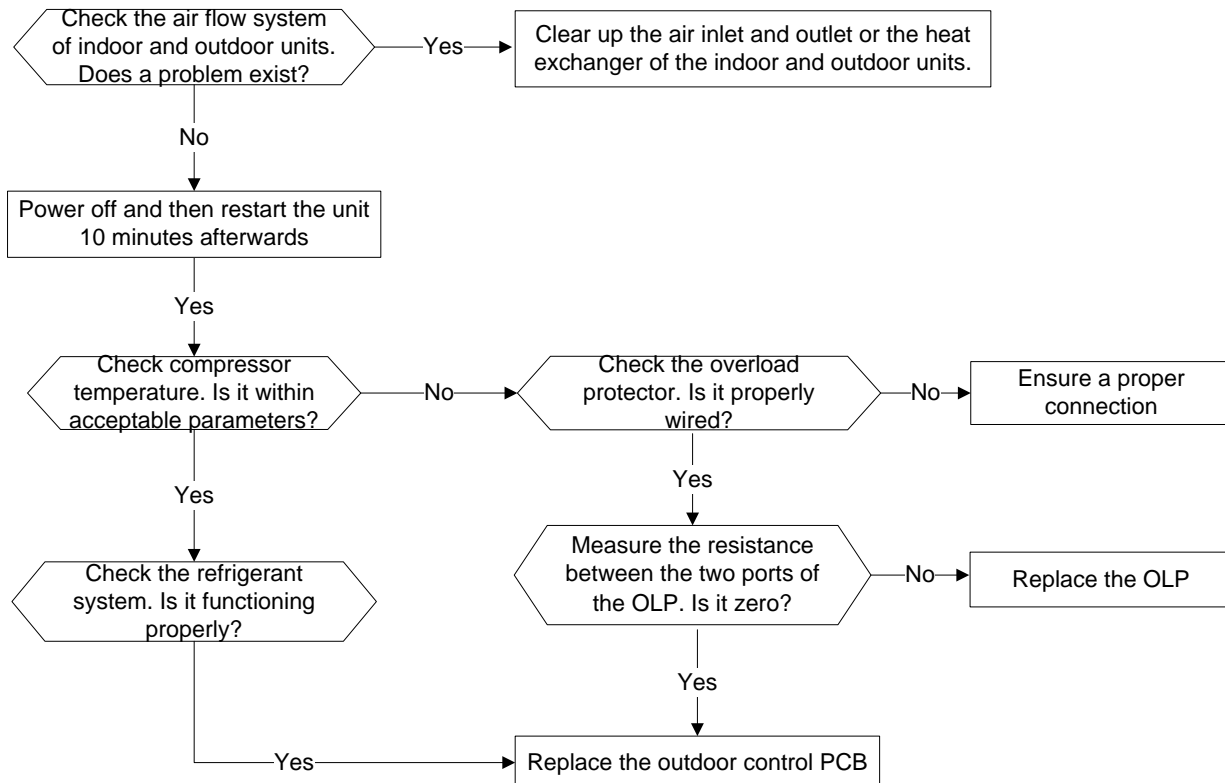 Check the air flow system
of indoor and outdoor units.
Does a problem exist?
Yes
Clear up the air inlet and outlet or the heat
exchanger of the indoor and outdoor units.
No
Power off and then restart the unit
10 minutes afterwards
Yes
Check compressor
temperature. Is it within
acceptable parameters?
No
Check the overload
protector. Is it properly
wired?
No
Ensure a proper
connection
Yes
Yes
Check the refrigerant
system. Is it functioning
properly?
Measure the resistance
between the two ports of
the OLP. Is it zero?
No
Replace the OLP
Yes
Yes
Replace the outdoor control PCB